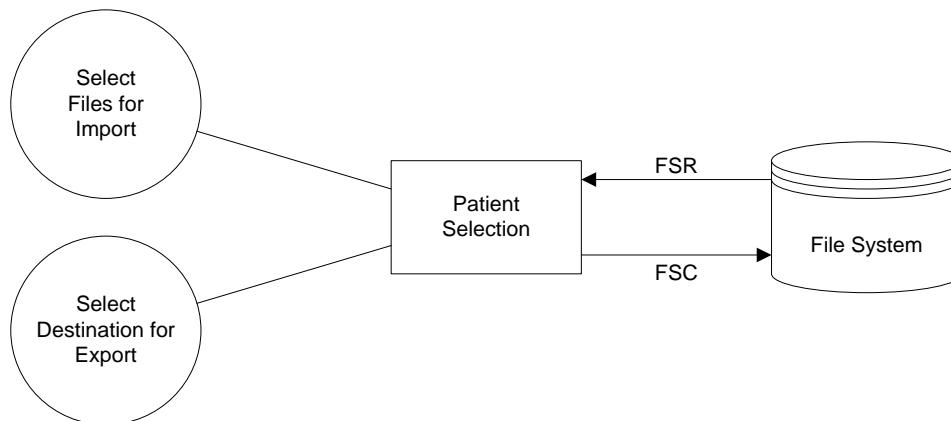 Select
Files for
Import
FSR
Patient
Selection
File System
FSC
Select
Destination for
Export